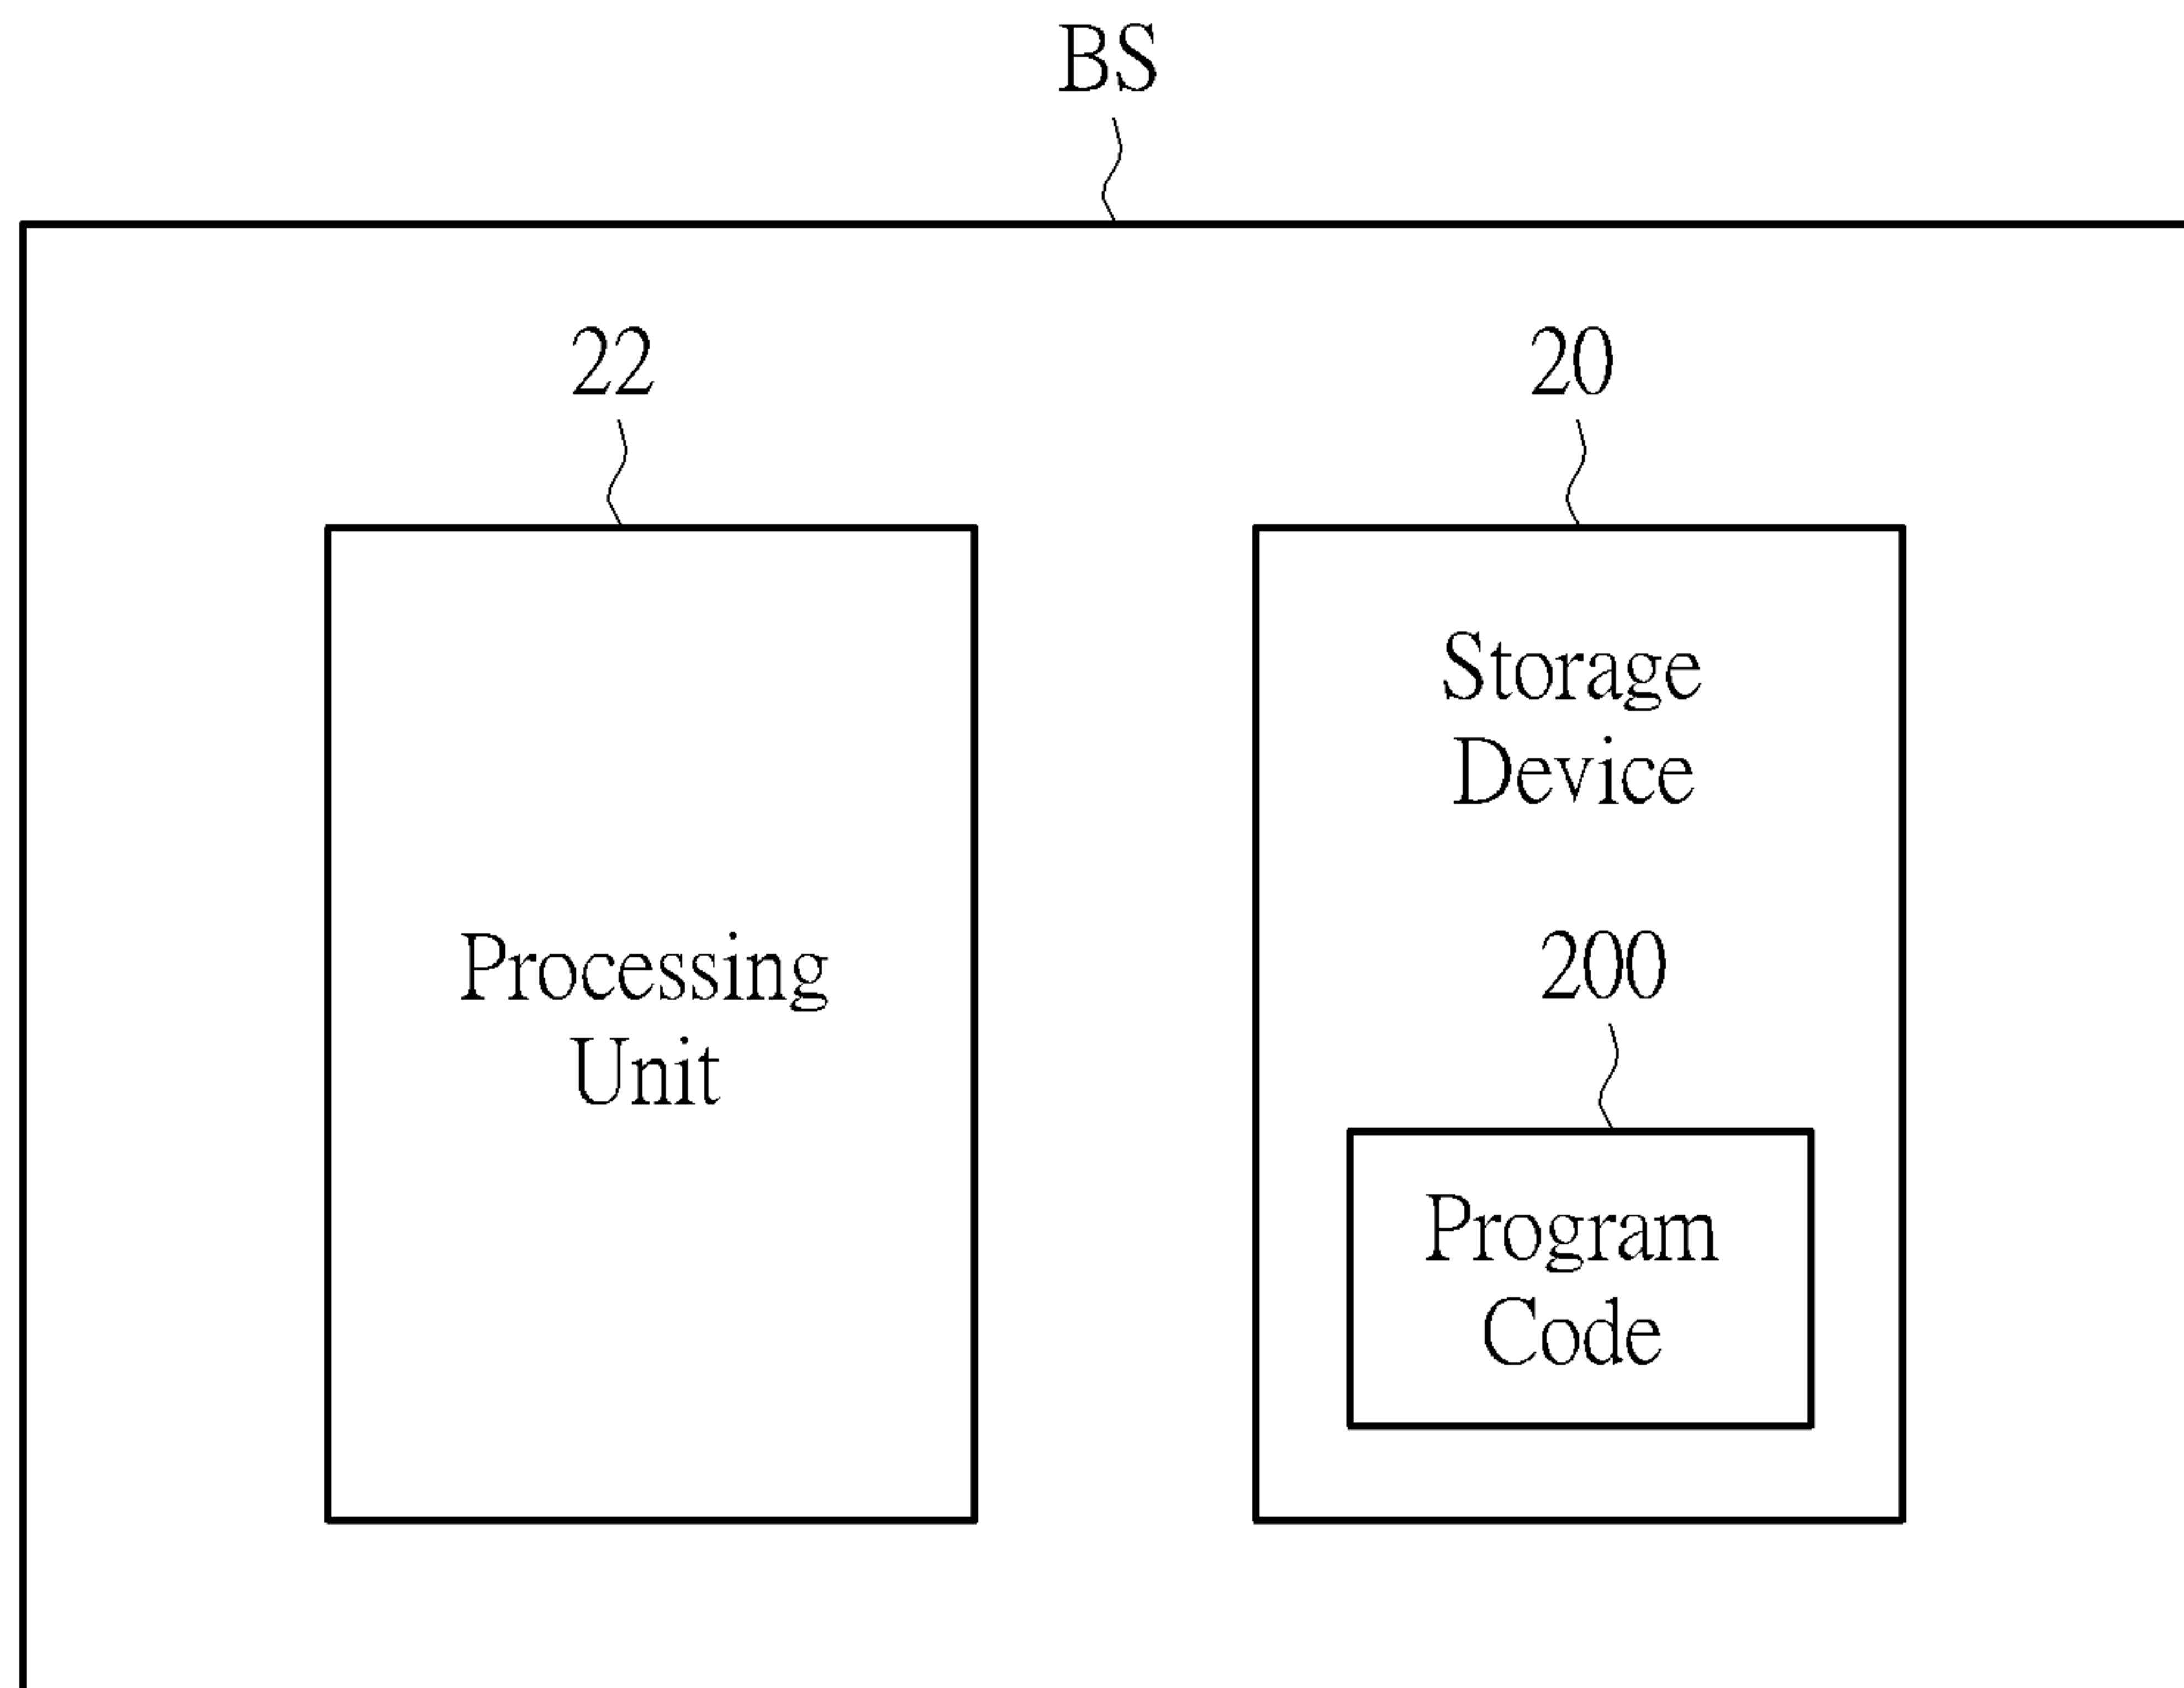 BS
22
20
Storage
Device
Processing
Unit
200
Program
Code